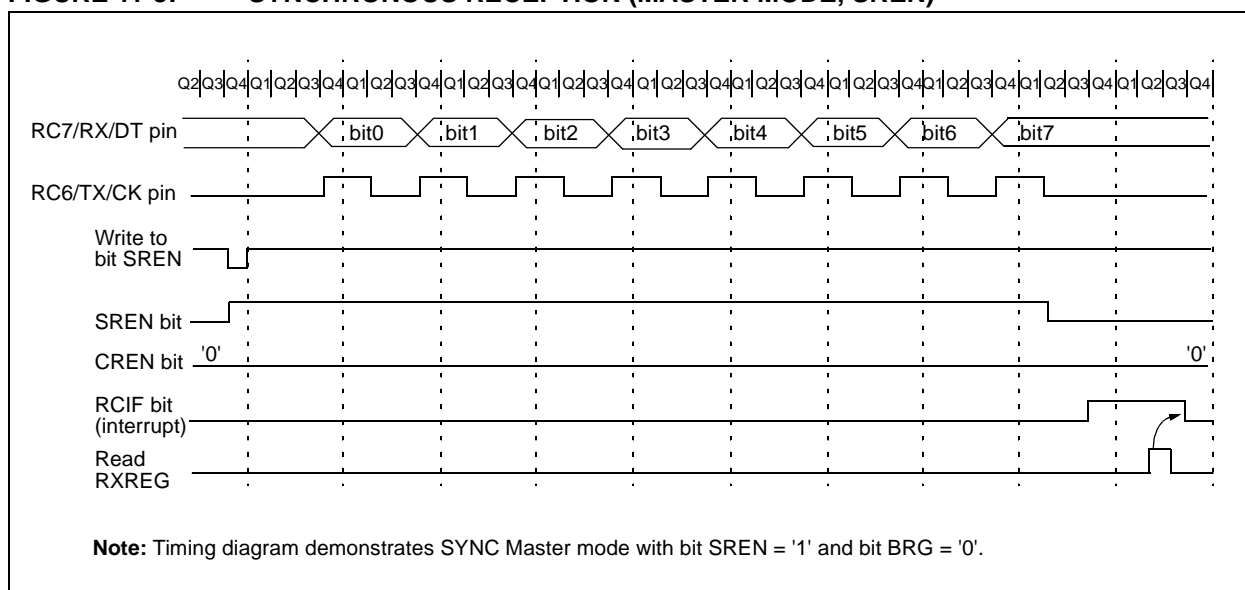 FIGURE SYNCHRONOUS RECEPTION (MASTER MODE, SREN)
Q2 Q3 Q4 Q1 Q2 Q3 Q4 Q1 Q2 Q3 Q4 Q1 Q2 Q3 Q4 Q1 Q2 Q3 Q4 Q1 Q2 Q3 Q4 Q1 Q2 Q3 Q4 Q1 Q2 Q3 Q4 Q1 Q2 Q3 Q4 Q1 Q2 Q3 Q4 Q1 Q2 Q3 Q4
RC7/RX/DT pin bit0 bit1 bit2 bit3 bit4 bit5 bit6 bit7
RC6/TX/CK pin
Write to
bit SREN
SREN bit
CREN bit '0' '0'
RCIF bit
(interrupt)
Read
RXREG
Note: Timing diagram demonstrates SYNC Master mode with bit SREN = '1' and bit BRG = '0'.